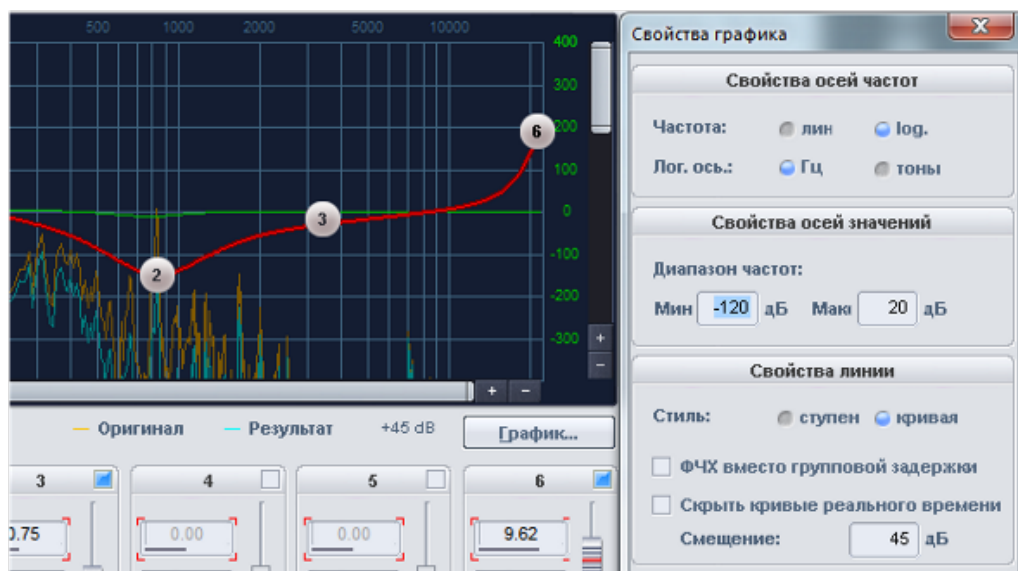 500 1000 2000 5000 10000
400
300
200
100
0
-100
-200
-300
2
3
6
+
−
+ −
Оригинал Результат +45 dB График...
3 4 5 6
0.00 0.00 9.62
Свойства графика
Свойства осей частот
Частота: лин log.
Лог. ось.: Гц тоны
Свойства осей значений
Диапазон частот:
Мин -120 дБ Мак 20 дБ
Свойства линии
Стиль: ступен кривая
ФЧХ вместо групповой задержки
Скрыть кривые реального времени
Смещение: 45 дБ